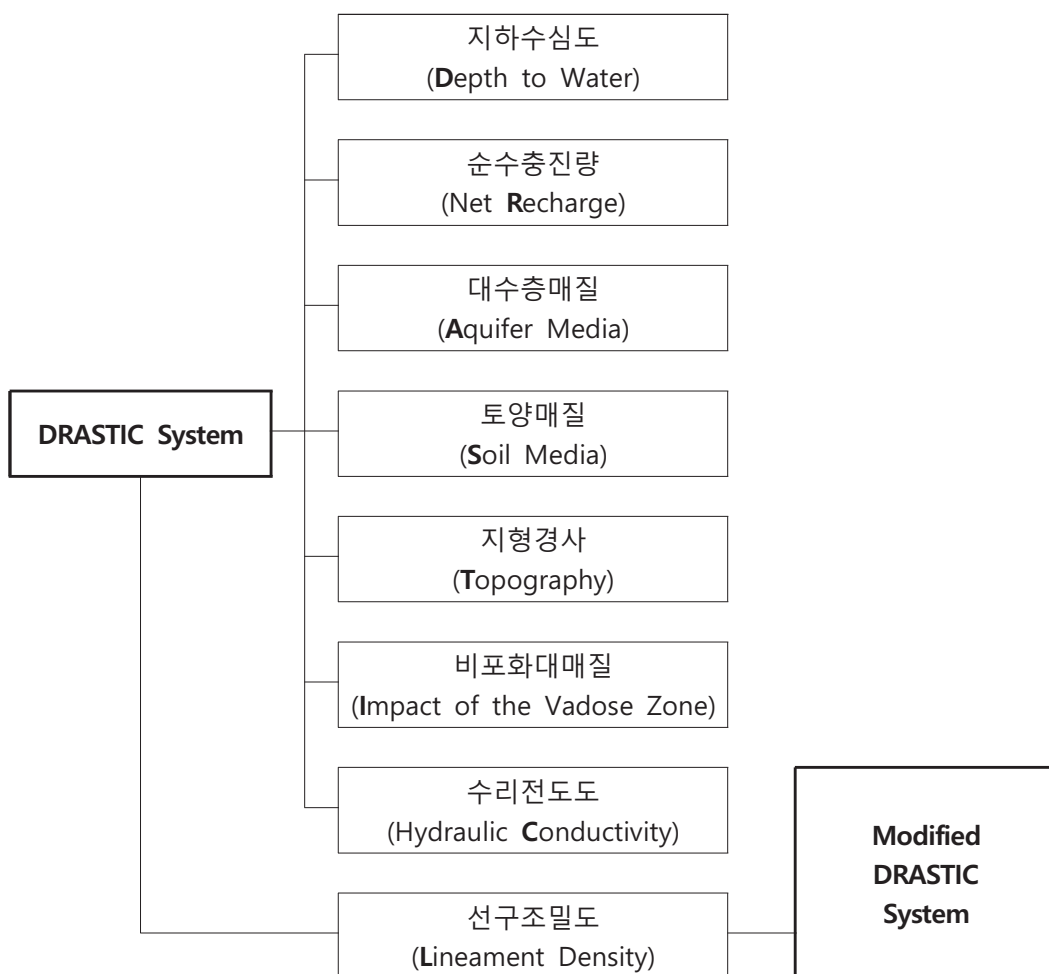 지하수심도
(Depth to Water)
순수충진량
(Net Recharge)
대수층매질
(Aquifer Media)
DRASTIC System
토양매질
(Soil Media)
지형경사
(Topography)
비포화대매질
(Impact of the Vadose Zone)
수리전도도
(Hydraulic Conductivity)
Modified
DRASTIC
System
선구조밀도
(Lineament Density)